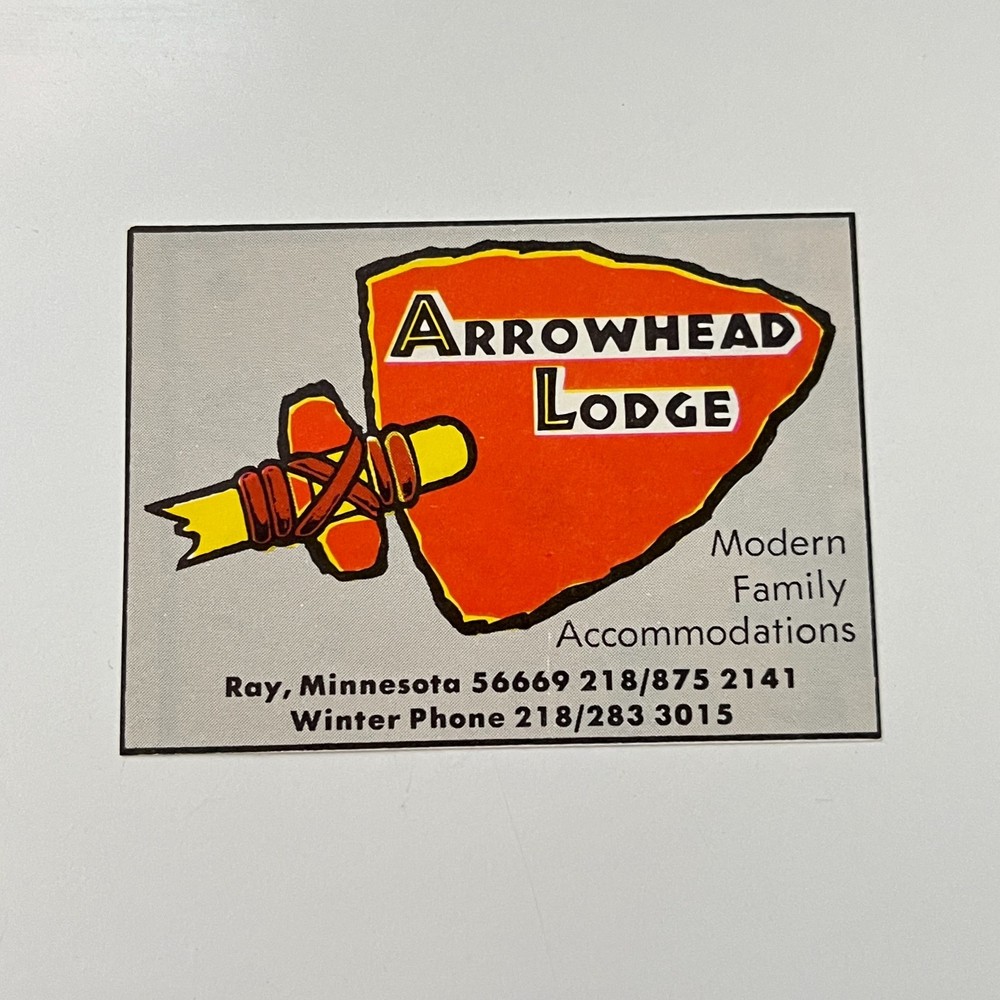 ARROWHEAD
LODGE
Modern
Family
Accommodations
Ray, Minnesota 56669 218/875 2141
Winter Phone 218/283 3015